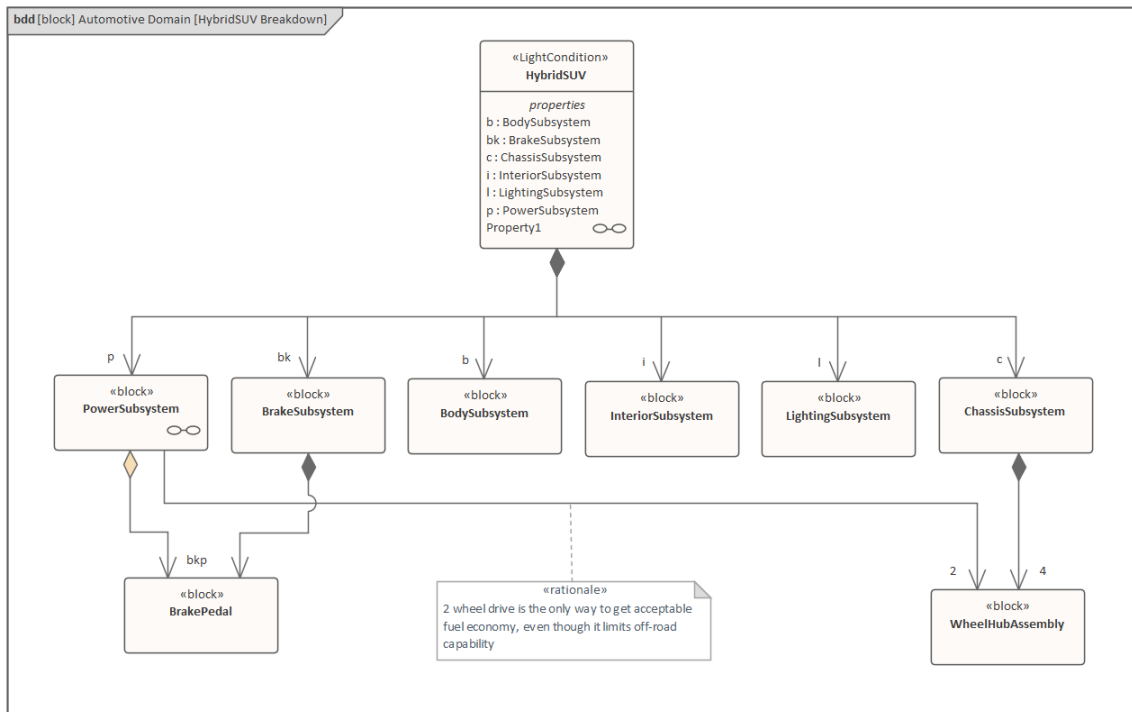 bdd [block] Automotive Domain [HybridSUV Breakdown]
«LightCondition»
HybridSUV
properties
b : BodySubsystem
bk : BrakeSubsystem
c : ChassisSubsystem
i : InteriorSubsystem
l : LightingSubsystem
p : PowerSubsystem
Property1
p
bk
b
i
l
c
«block»
PowerSubsystem
«block»
BrakeSubsystem
«block»
BodySubsystem
«block»
InteriorSubsystem
«block»
LightingSubsystem
«block»
ChassisSubsystem
bkp
2
4
«block»
BrakePedal
«rationale»
2 wheel drive is the only way to get acceptable
fuel economy, even though it limits off-road
capability
«block»
WheelHubAssembly